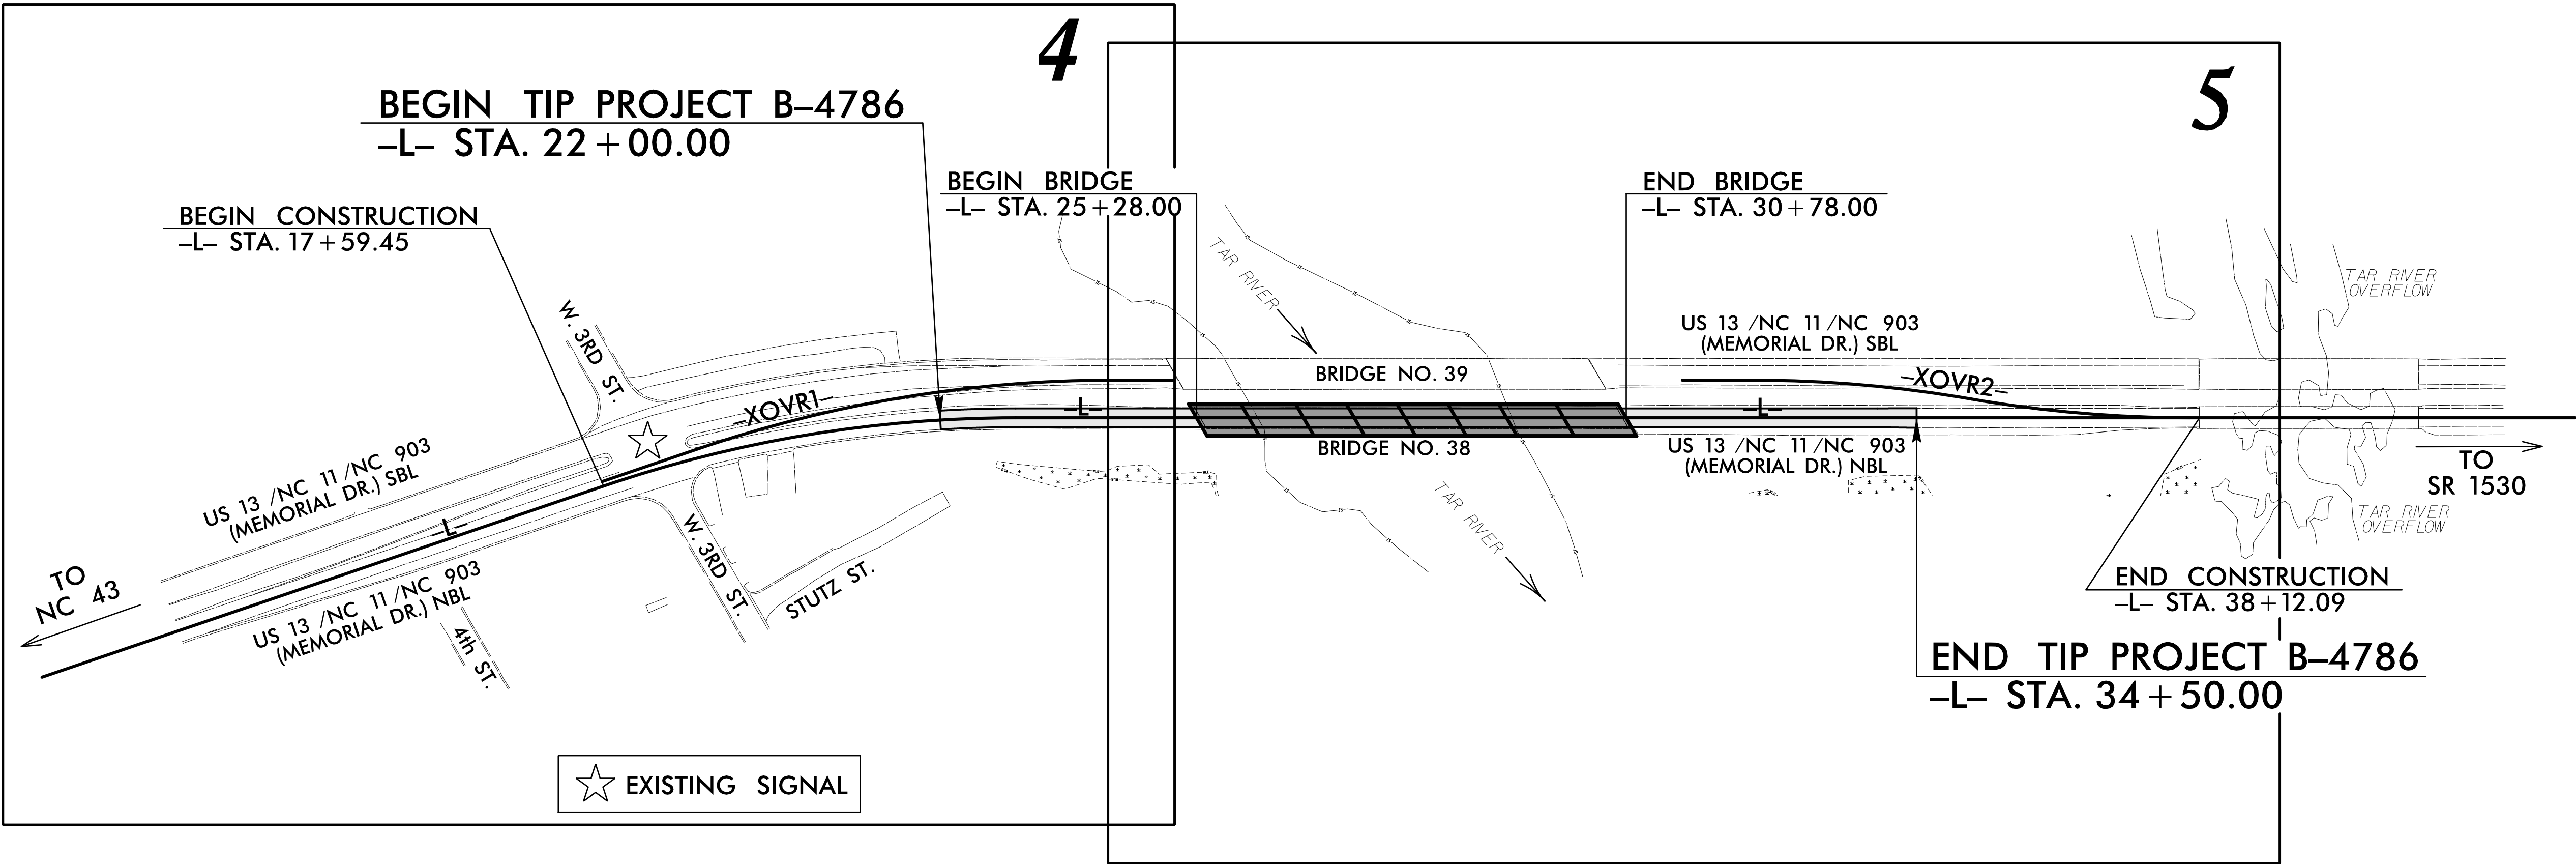 4
5
BEGIN TIP PROJECT B–4786
–L– STA. 22+00.00
BEGIN BRIDGE
–L– STA. 25+28.00
END BRIDGE
–L– STA. 30+78.00
BEGIN CONSTRUCTION
–L– STA. 17+59.45
TAR RIVER
TAR RIVER
OVERFLOW
W. 3RD ST.
US 13 /NC 11 /NC 903
(MEMORIAL DR.) SBL
BRIDGE NO. 39
–XOVR1–
–XOVR2–
–L–
–L–
BRIDGE NO. 38
US 13 /NC 11 /NC 903
(MEMORIAL DR.) NBL
TO
SR 1530
US 13 /NC 11 /NC 903
(MEMORIAL DR.) SBL
–L–
TAR RIVER
TAR RIVER
OVERFLOW
W. 3RD ST.
STUTZ ST.
TO
NC 43
US 13 /NC 11 /NC 903
(MEMORIAL DR.) NBL
4th ST.
END CONSTRUCTION
–L– STA. 38+12.09
END TIP PROJECT B–4786
–L– STA. 34+50.00
EXISTING SIGNAL